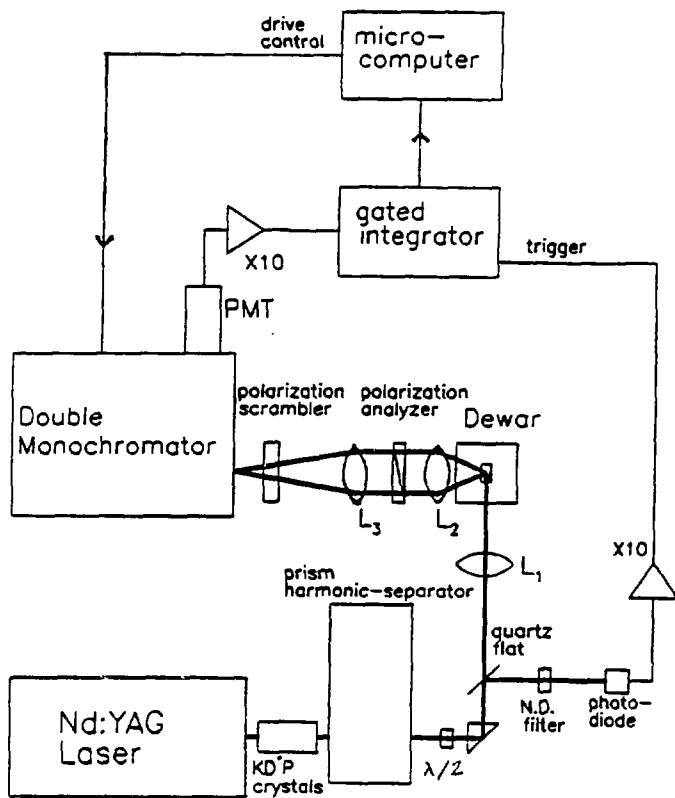 drive
control
micro-
computer
gated
integrator
trigger
X10
PMT
Double
Monochromator
polarization
scrambler
polarization
analyzer
Dewar
L3
L2
L1
X10
prism
harmonic-separator
quartz
flat
N.D.
filter
photo-
diode
Nd:YAG
Laser
KD*P
crystals
λ/2